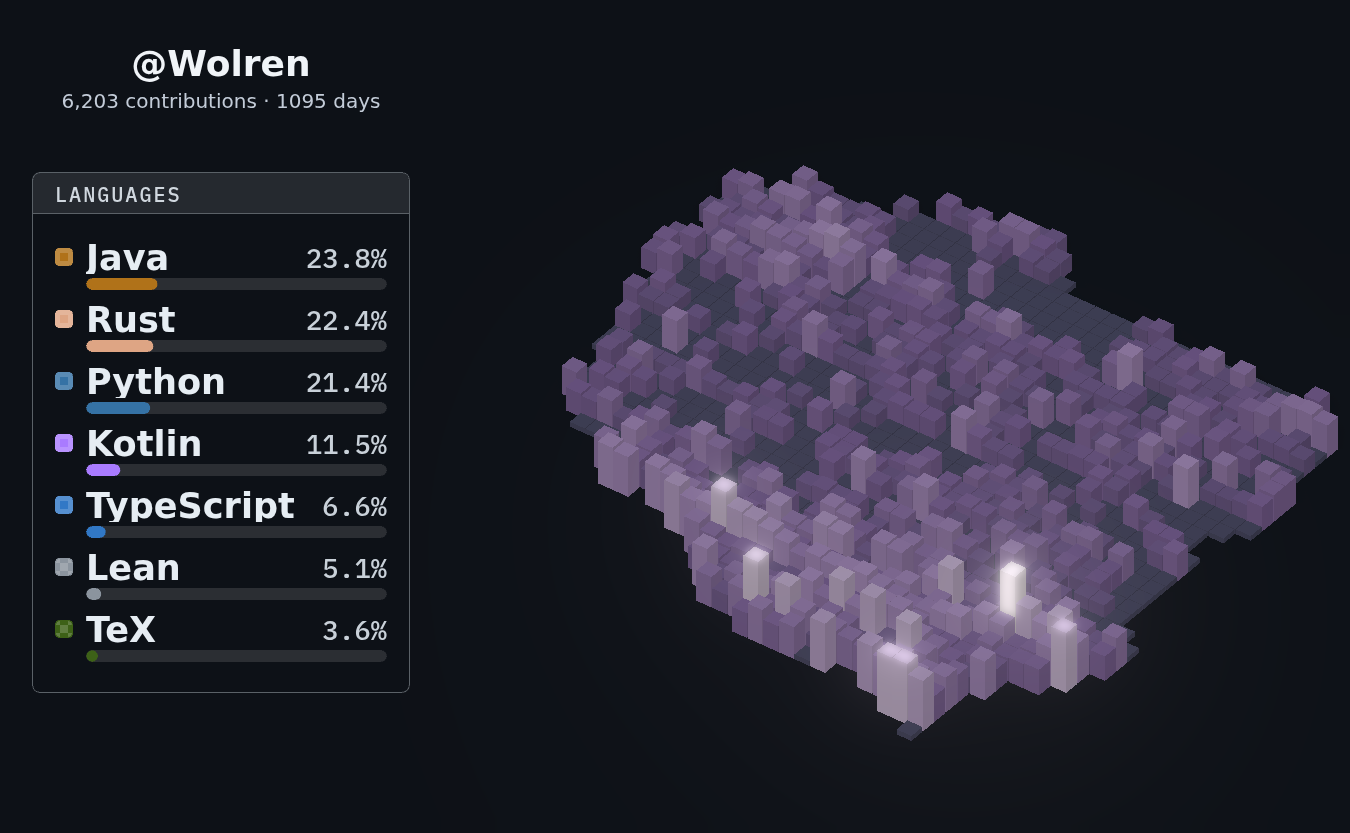 @Wolren
6,203 contributions · 1095 days
LANGUAGES
Java 23.8%
Rust 22.4%
Python 21.4%
Kotlin 11.5%
TypeScript 6.6%
Lean 5.1%
TeX 3.6%